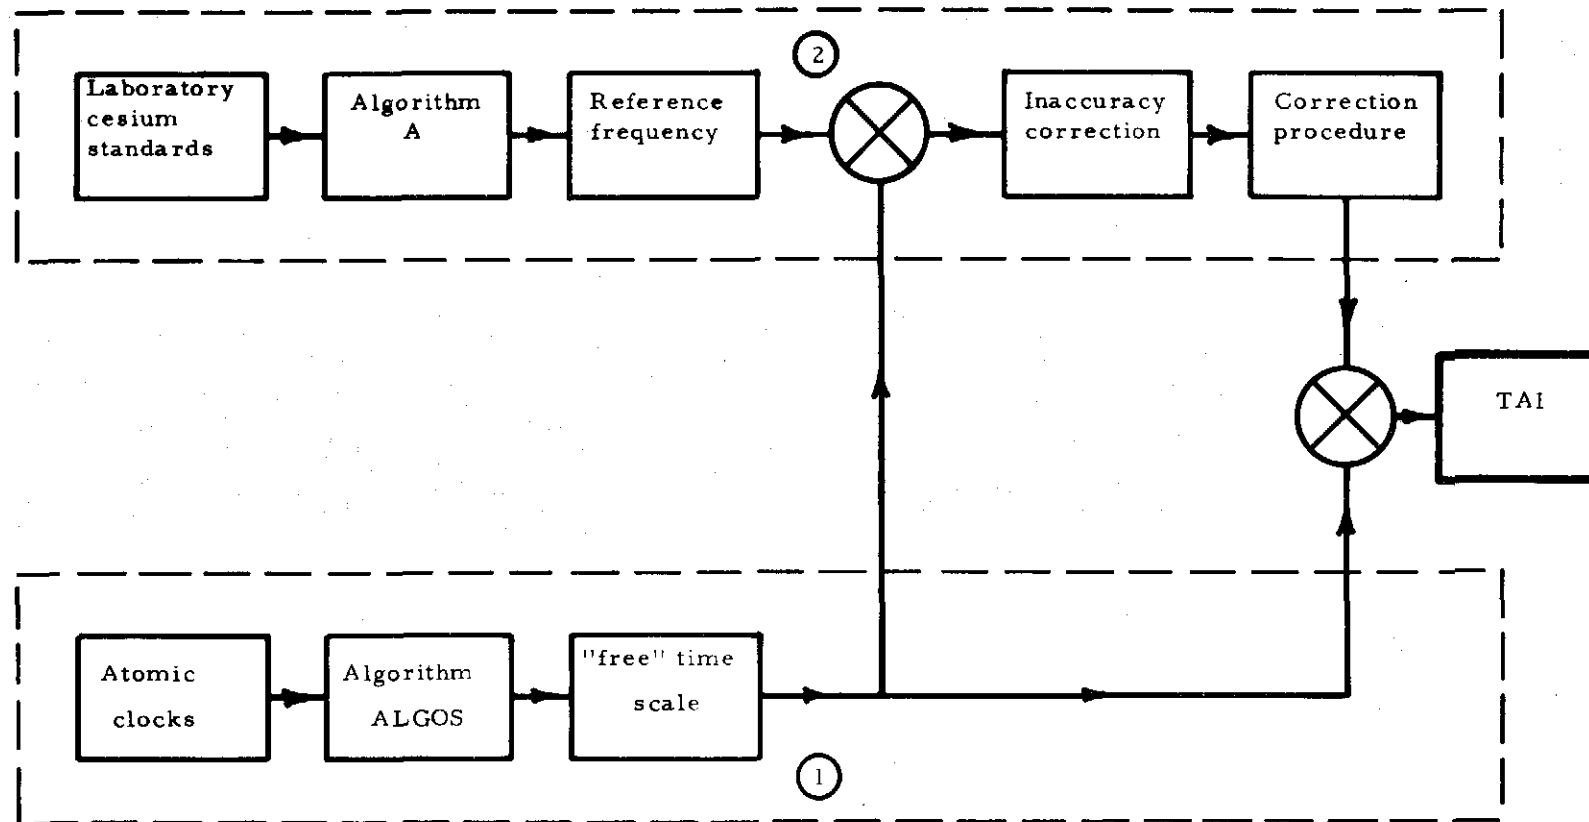 2
Laboratory
cesium
standards
Algorithm
A
Reference
frequency
Inaccuracy
correction
Correction
procedure
TAI
Atomic
clocks
Algorithm
ALGOS
"free" time
scale
1